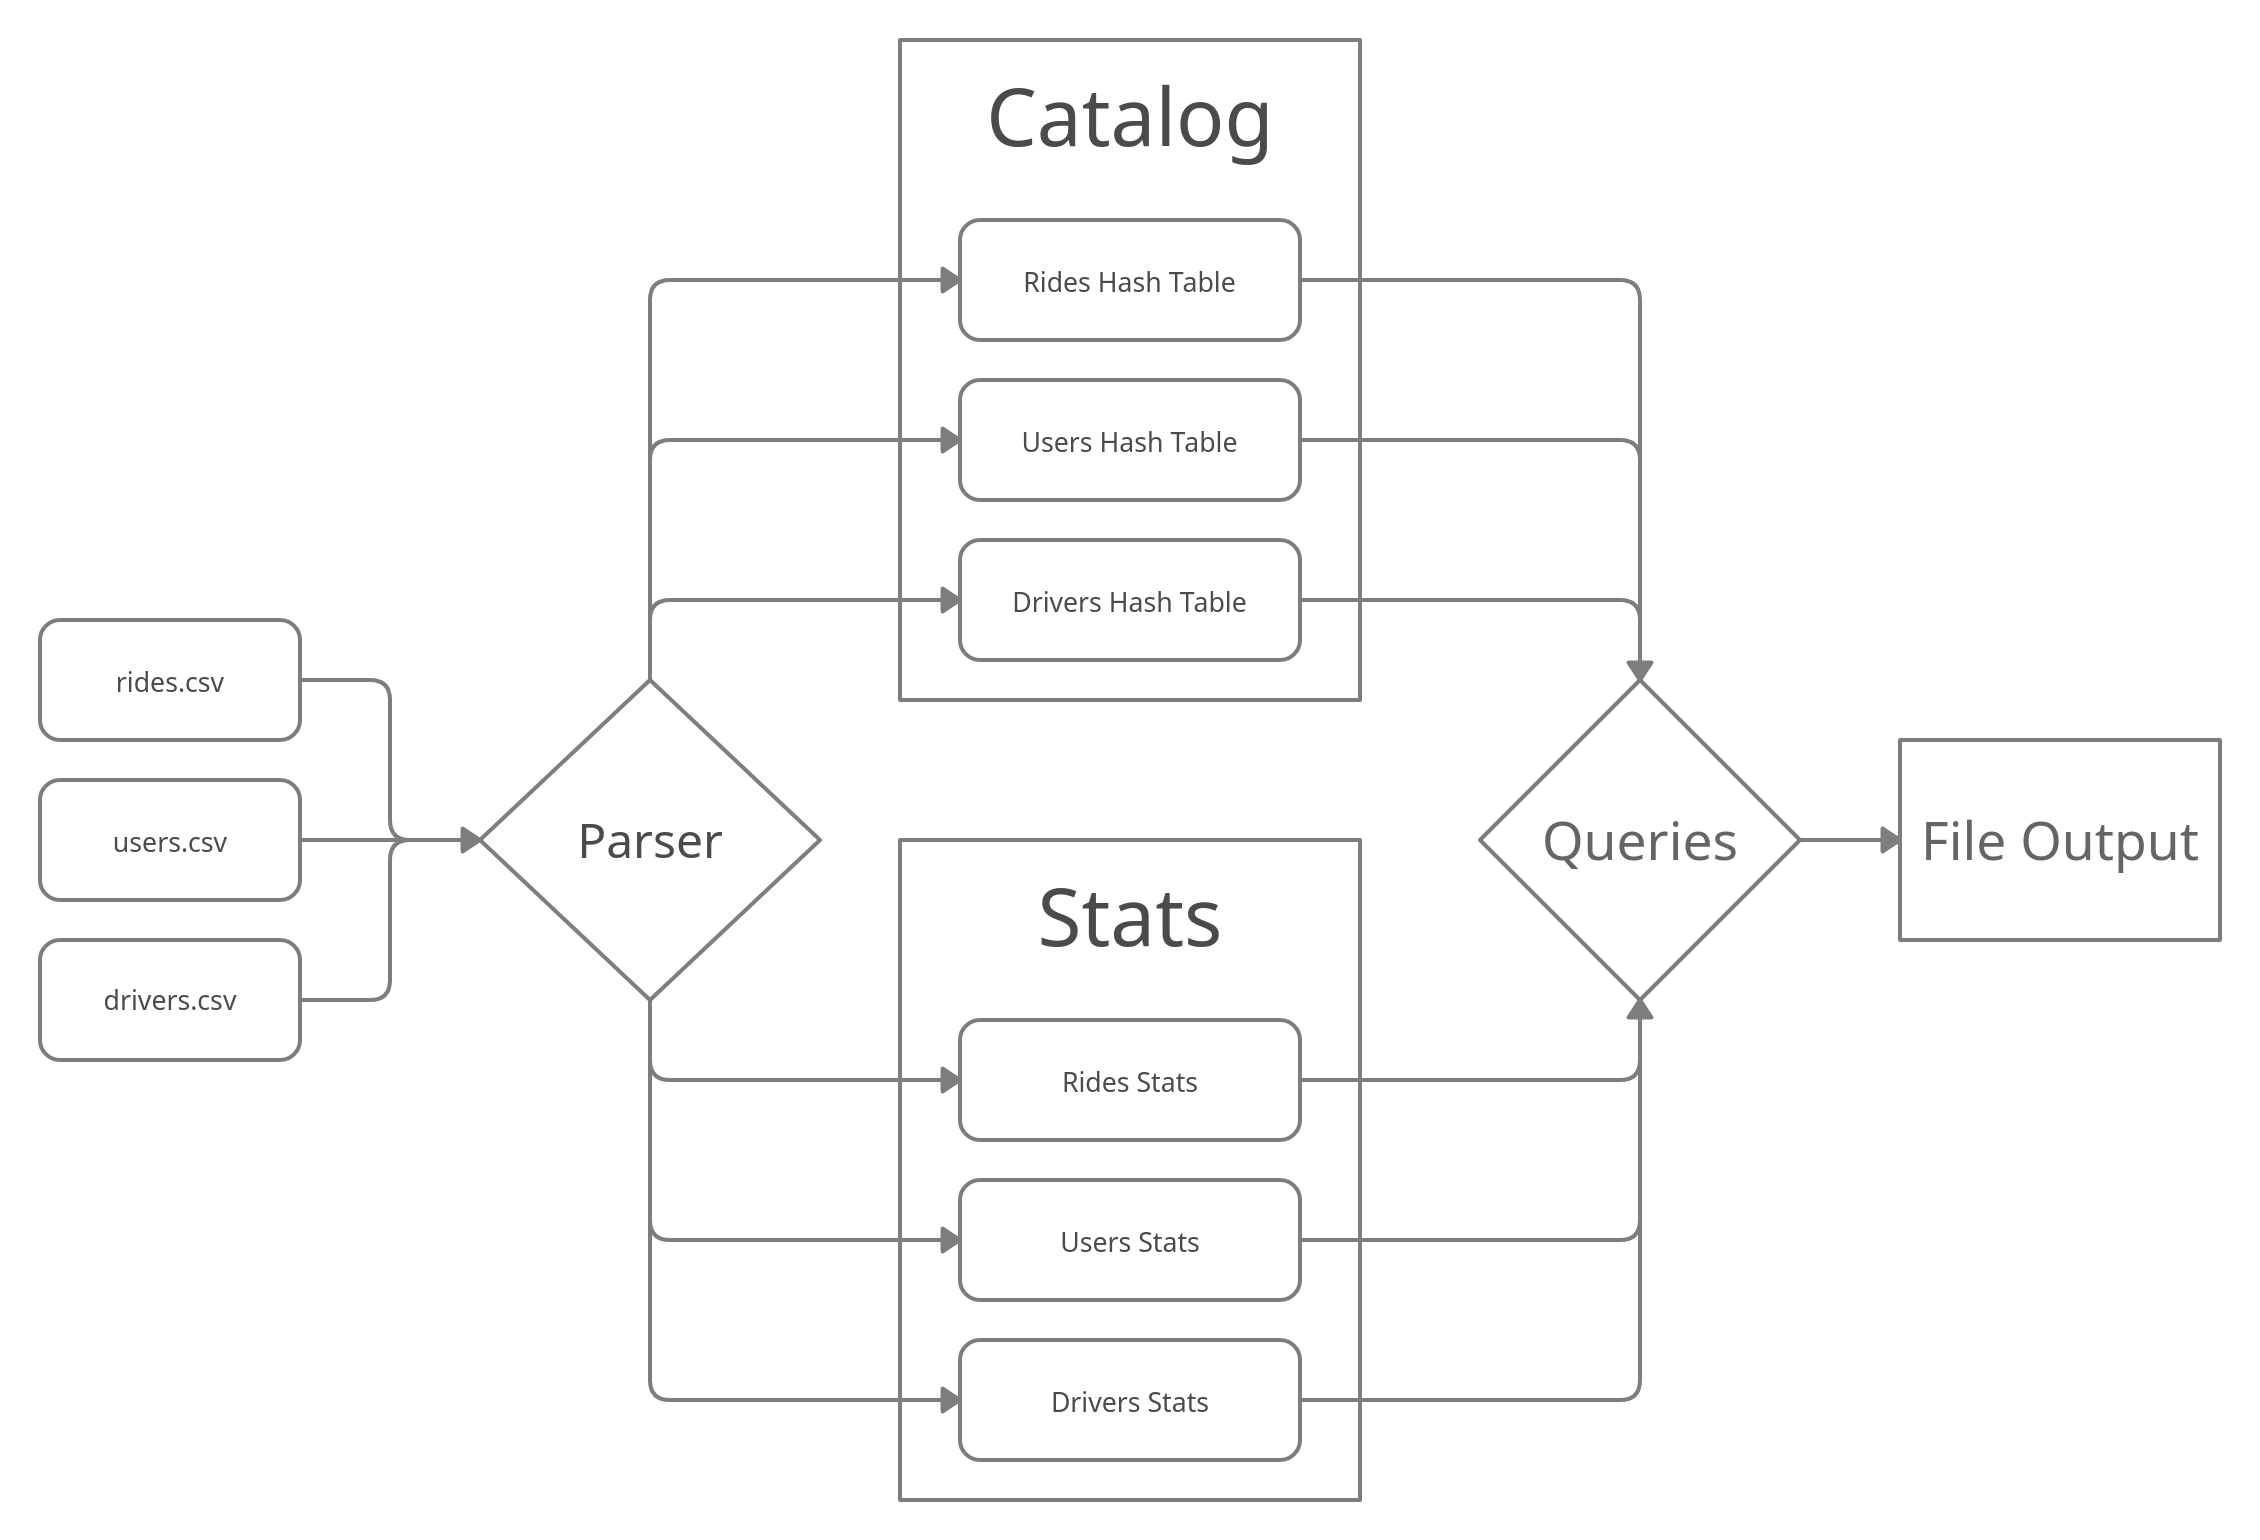 Catalog
Rides Hash Table
Users Hash Table
Drivers Hash Table
rides.csv
users.csv
drivers.csv
Parser
Queries
File Output
Stats
Rides Stats
Users Stats
Drivers Stats